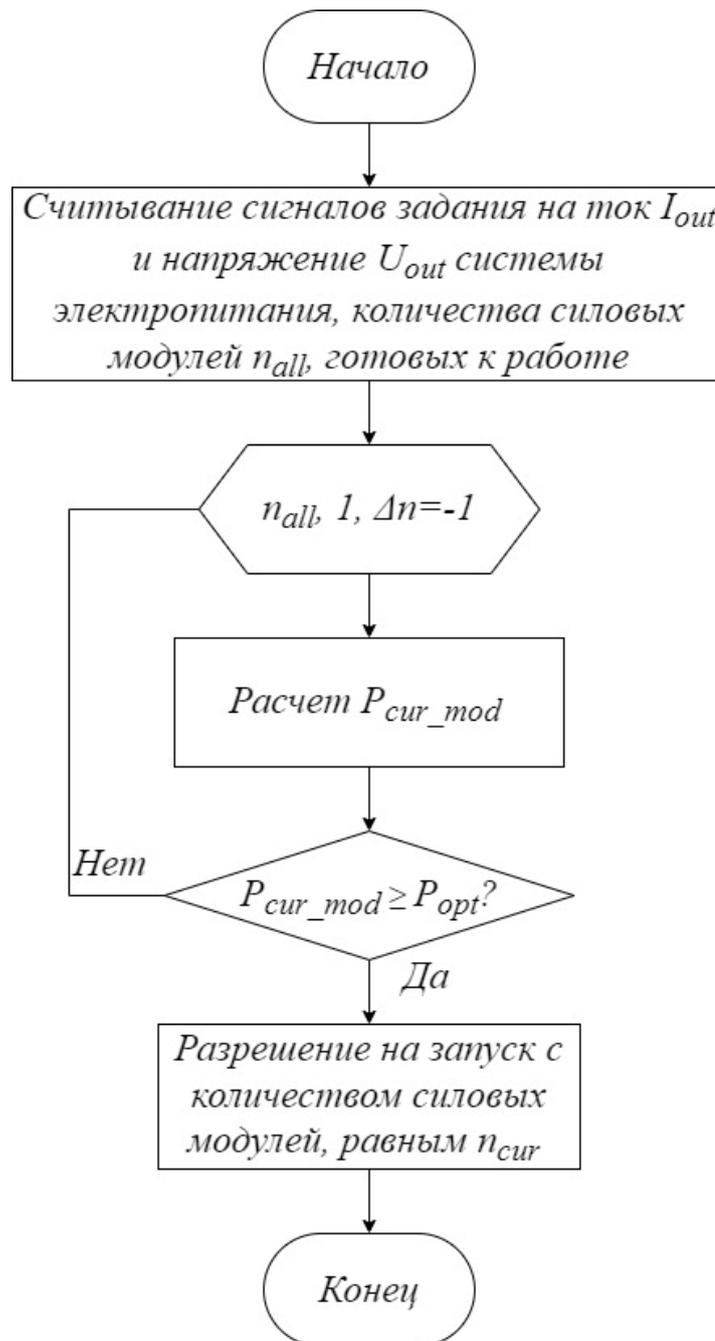 Начало
Считывание сигналов задания на ток I_out
и напряжение U_out системы
электропитания, количества силовых
модулей n_all, готовых к работе
n_all, 1, Δn=-1
Расчет P_cur_mod
Нет
P_cur_mod ≥ P_opt?
Да
Разрешение на запуск с
количеством силовых
модулей, равным n_cur
Конец